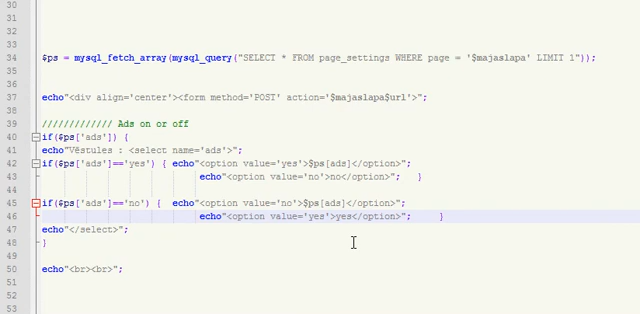 30
31
32
33
34 $ps = mysql_fetch_array(mysql_query("SELECT * FROM page_settings WHERE page = '$majaslapa' LIMIT 1"));
35
36
37 echo"<div align='center'><form method='POST' action='$majaslapa$url'>";
38
39 ///////////// Ads on or off
40 if($ps['ads']) {
41 echo"Vēstules : <select name='ads'>";
42 if($ps['ads']=='yes') { echo"<option value='yes'>$ps[ads]</option>";
43 echo"<option value='no'>no</option>"; }
44
45 if($ps['ads']=='no') { echo"<option value='no'>$ps[ads]</option>";
46 echo"<option value='yes'>yes</option>"; }
47 echo"</select>";
48 }
49
50 echo"<br><br>";
51
52
53